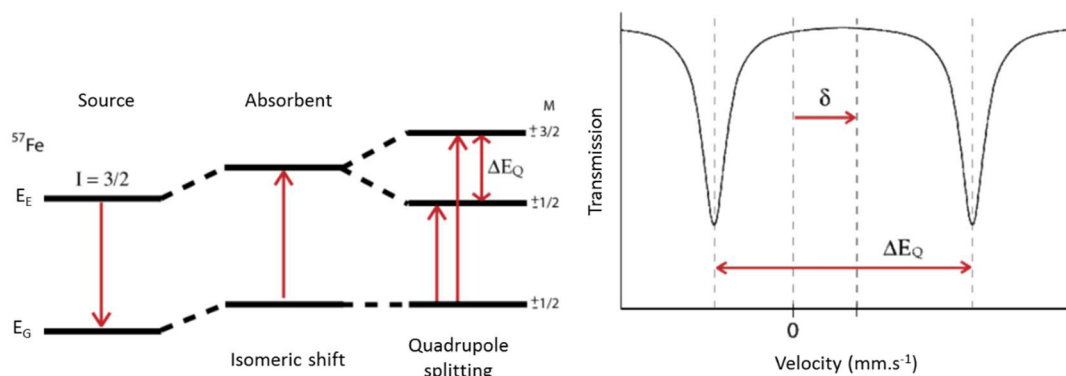 Source
Absorbent
M
⁵⁷Fe
I = 3/2
± 3/2
ΔE_Q
E_E
±1/2
E_G
±1/2
Isomeric shift
Quadrupole
splitting
Transmission
δ
ΔE_Q
0
Velocity (mm.s⁻¹)